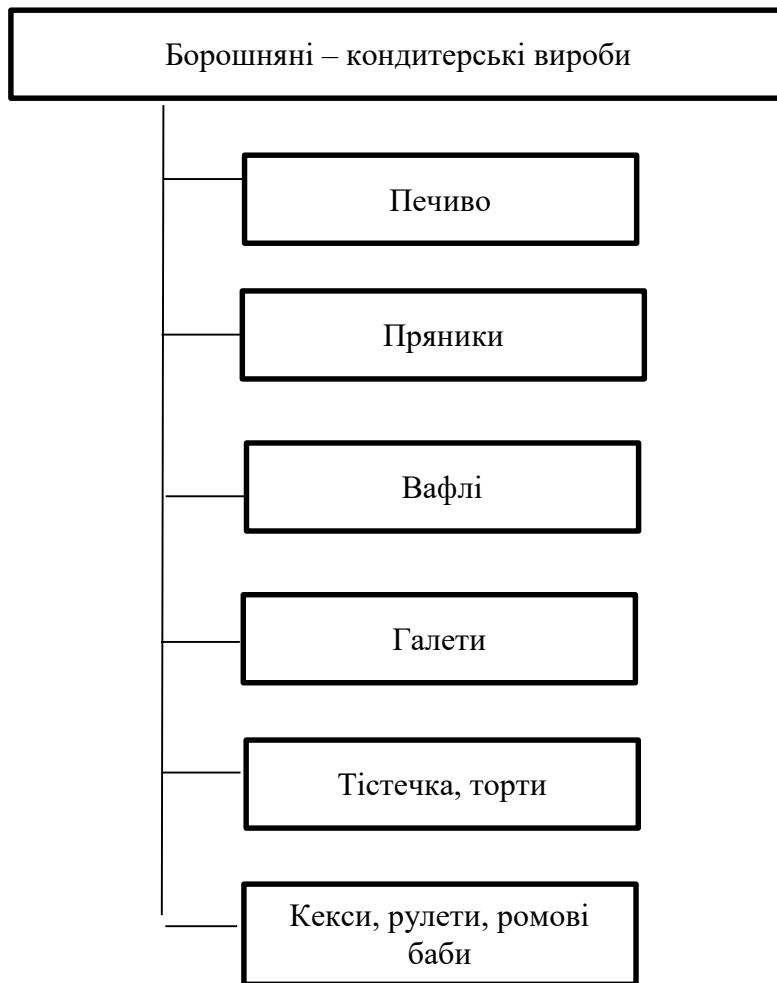 Борошняні – кондитерські вироби
Печиво
Пряники
Вафлі
Галети
Тістечка, торти
Кекси, рулети, ромові
баби